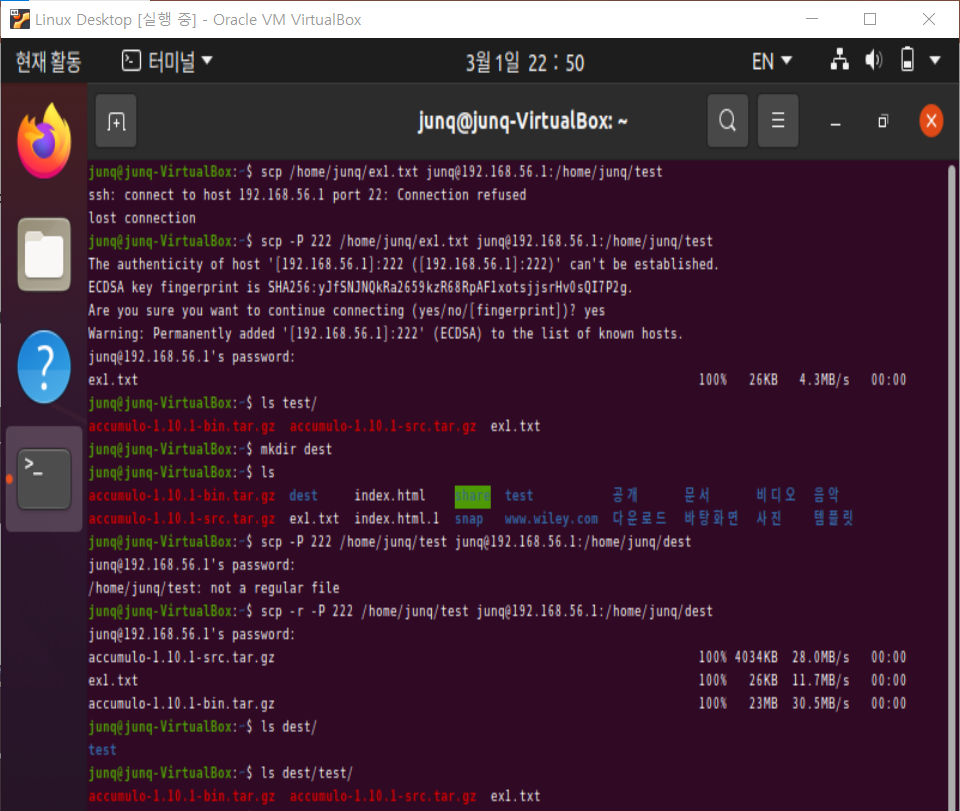 Linux Desktop [실행 중] - Oracle VM VirtualBox
현재 활동 터미널 3월 1일 22 : 50 EN
junq@junq-VirtualBox: ~
junq@junq-VirtualBox:~$ scp /home/junq/ex1.txt junq@192.168.56.1:/home/junq/test
ssh: connect to host 192.168.56.1 port 22: Connection refused
lost connection
junq@junq-VirtualBox:~$ scp -P 222 /home/junq/ex1.txt junq@192.168.56.1:/home/junq/test
The authenticity of host '[192.168.56.1]:222 ([192.168.56.1]:222)' can't be established.
ECDSA key fingerprint is SHA256:yJfSNJNQkRa2659kzR68RpAFlxotsjjsrHv0sQI7P2g.
Are you sure you want to continue connecting (yes/no/[fingerprint])? yes
Warning: Permanently added '[192.168.56.1]:222' (ECDSA) to the list of known hosts.
junq@192.168.56.1's password:
ex1.txt 100% 26KB 4.3MB/s 00:00
junq@junq-VirtualBox:~$ ls test/
accumulo-1.10.1-bin.tar.gz accumulo-1.10.1-src.tar.gz ex1.txt
junq@junq-VirtualBox:~$ mkdir dest
junq@junq-VirtualBox:~$ ls
accumulo-1.10.1-bin.tar.gz dest index.html share test 공개 문서 비디오 음악
accumulo-1.10.1-src.tar.gz ex1.txt index.html.1 snap www.wiley.com 다운로드 바탕화면 사진 템플릿
junq@junq-VirtualBox:~$ scp -P 222 /home/junq/test junq@192.168.56.1:/home/junq/dest
junq@192.168.56.1's password:
/home/junq/test: not a regular file
junq@junq-VirtualBox:~$ scp -r -P 222 /home/junq/test junq@192.168.56.1:/home/junq/dest
junq@192.168.56.1's password:
accumulo-1.10.1-src.tar.gz 100% 4034KB 28.0MB/s 00:00
ex1.txt 100% 26KB 11.7MB/s 00:00
accumulo-1.10.1-bin.tar.gz 100% 23MB 30.5MB/s 00:00
junq@junq-VirtualBox:~$ ls dest/
test
junq@junq-VirtualBox:~$ ls dest/test/
accumulo-1.10.1-bin.tar.gz accumulo-1.10.1-src.tar.gz ex1.txt